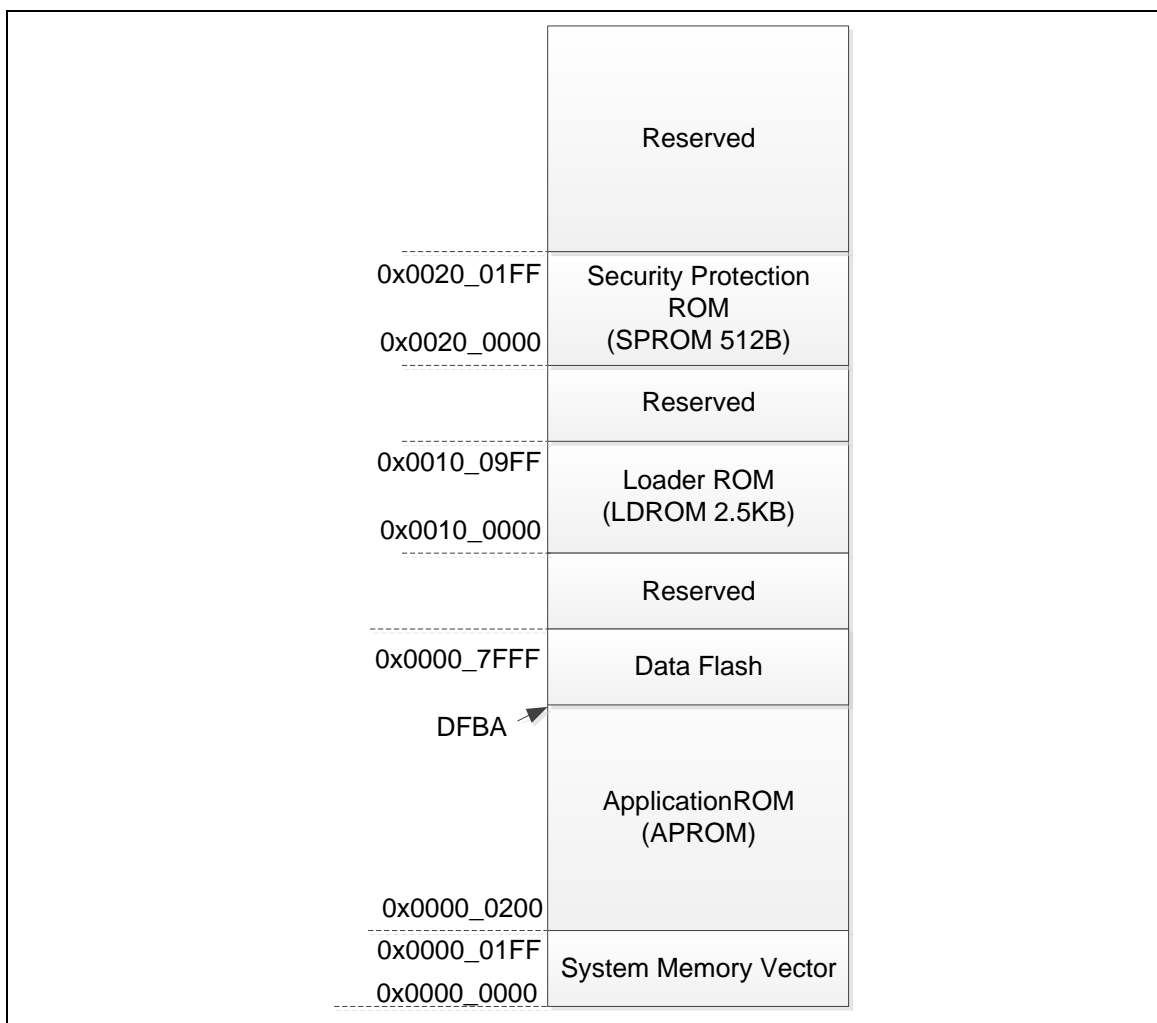 Reserved
0x0020_01FF
Security Protection
ROM
(SPROM 512B)
0x0020_0000
Reserved
0x0010_09FF
Loader ROM
(LDROM 2.5KB)
0x0010_0000
Reserved
0x0000_7FFF
Data Flash
DFBA
ApplicationROM
(APROM)
0x0000_0200
0x0000_01FF
System Memory Vector
0x0000_0000